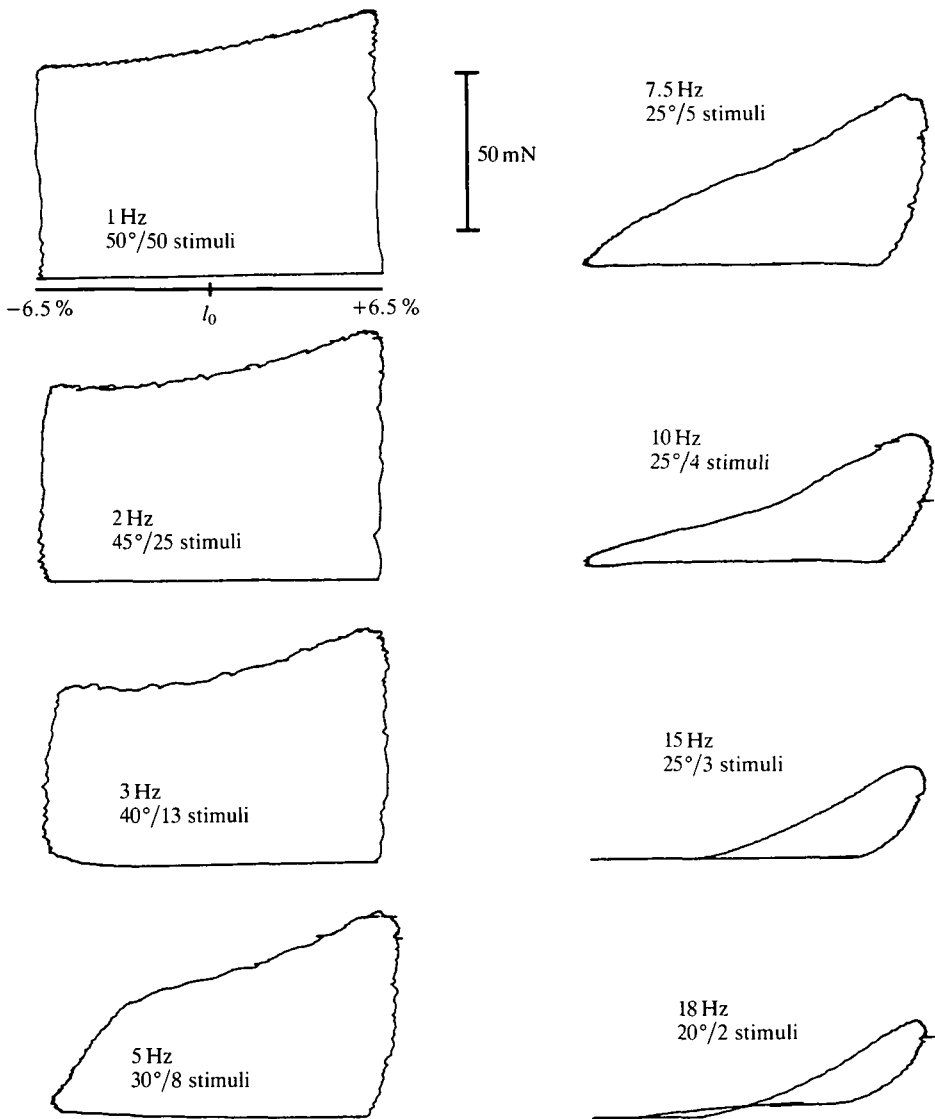 1 Hz
50°/50 stimuli
−6.5 %
l₀
+6.5 %
50 mN
2 Hz
45°/25 stimuli
3 Hz
40°/13 stimuli
5 Hz
30°/8 stimuli
7.5 Hz
25°/5 stimuli
10 Hz
25°/4 stimuli
15 Hz
25°/3 stimuli
18 Hz
20°/2 stimuli